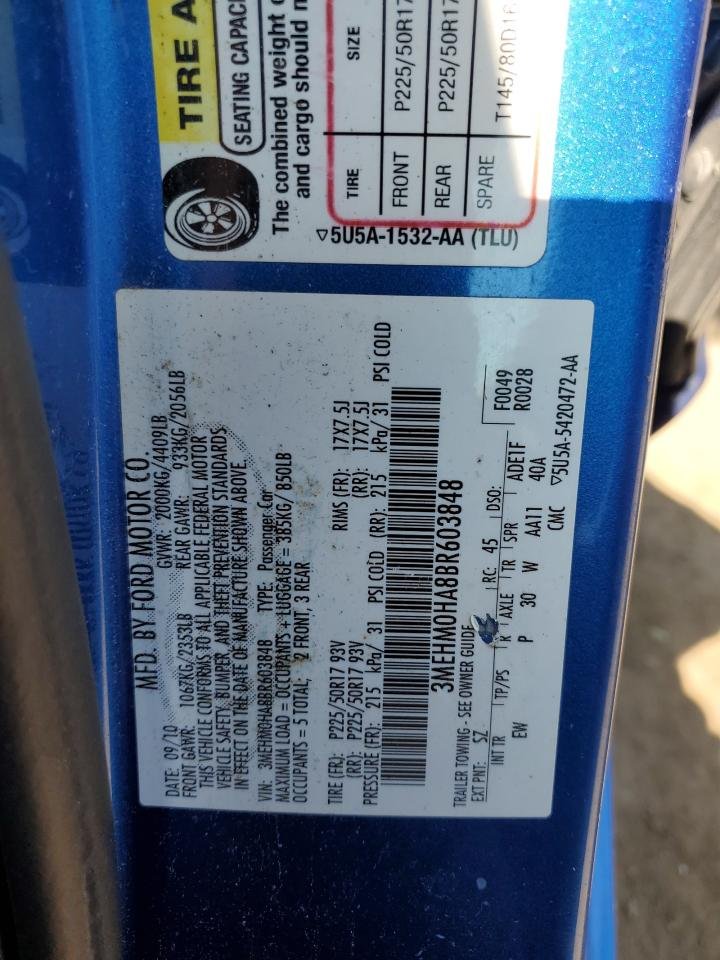 TIRE A
SEATING CAPAC
The combined weight o
and cargo should n
TIRE SIZE
FRONT P225/50R17
REAR P225/50R17
SPARE T145/80D16
5U5A-1532-AA (TLU)
MFD. BY FORD MOTOR CO.
DATE: 09/10 GVWR: 2000KG/4409LB
FRONT GAWR: 1067KG/2353LB REAR GAWR: 933KG/2056LB
THIS VEHICLE CONFORMS TO ALL APPLICABLE FEDERAL MOTOR
VEHICLE SAFETY, BUMPER, AND THEFT PREVENTION STANDARDS
IN EFFECT ON THE DATE OF MANUFACTURE SHOWN ABOVE.
VIN: 3MEHM0HA8BR603848 TYPE: Passenger Car
MAXIMUM LOAD = OCCUPANTS + LUGGAGE = 385KG/850LB
OCCUPANTS = 5 TOTAL, 2 FRONT, 3 REAR
TIRE (FR): P225/50R17 93V RIMS (FR): 17X7.5J
(RR): P225/50R17 93V (RR): 17X7.5J
PRESSURE (FR): 215 kPa/ 31 PSI COLD (RR): 215 kPa/ 31 PSI COLD
3MEHM0HA8BR603848
TRAILER TOWING - SEE OWNER GUIDE F0049
EXT PNT: SZ RC: 45 DSO: R0028
INT TR TP/PS R AXLE TR SPR ADE1F
EW P 30 W AA11 40A
CMC 5U5A-5420472-AA